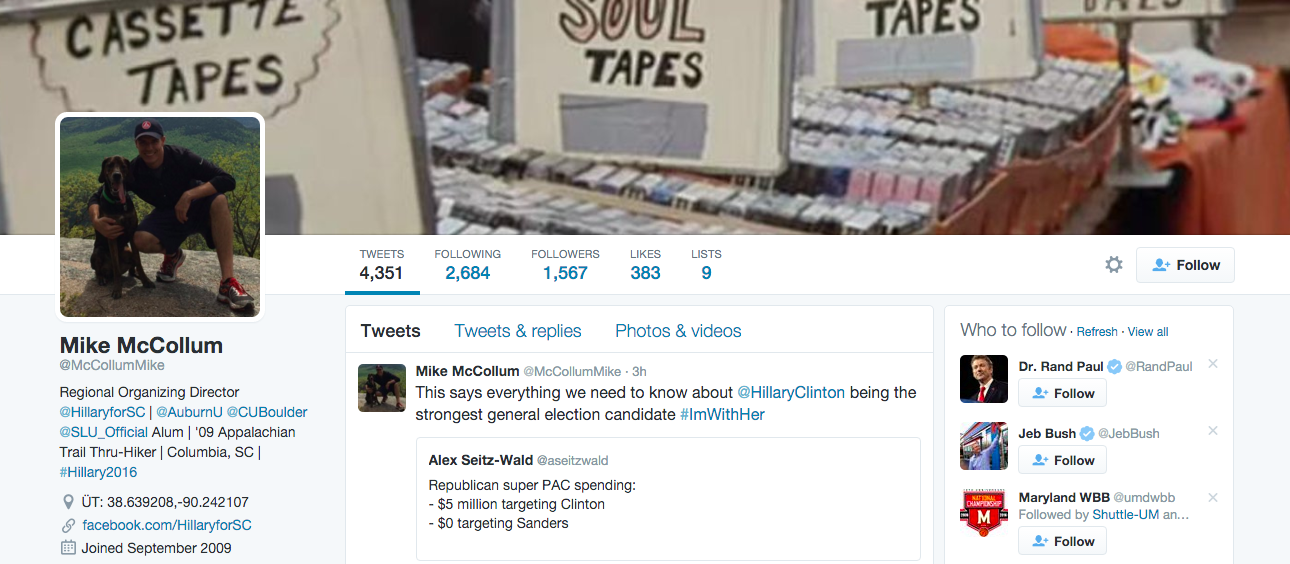 CASSETTE
TAPES
SOUL
TAPES
TAPES
TWEETS
4,351
FOLLOWING
2,684
FOLLOWERS
1,567
LIKES
383
LISTS
9
Follow
Mike McCollum
@McCollumMike
Regional Organizing Director
@HillaryforSC | @AuburnU @CUBoulder
@SLU_Official Alum | '09 Appalachian
Trail Thru-Hiker | Columbia, SC |
#Hillary2016
ÜT: 38.639208,-90.242107
facebook.com/HillaryforSC
Joined September 2009
Tweets Tweets & replies Photos & videos
Mike McCollum @McCollumMike · 3h
This says everything we need to know about @HillaryClinton being the
strongest general election candidate #ImWithHer
Alex Seitz-Wald @aseitzwald
Republican super PAC spending:
- $5 million targeting Clinton
- $0 targeting Sanders
Who to follow · Refresh · View all
Dr. Rand Paul @RandPaul
Follow
Jeb Bush @JebBush
Follow
NATIONAL
CHAMPIONSHIP
M
Maryland WBB @umdwbb
Followed by Shuttle-UM an...
Follow